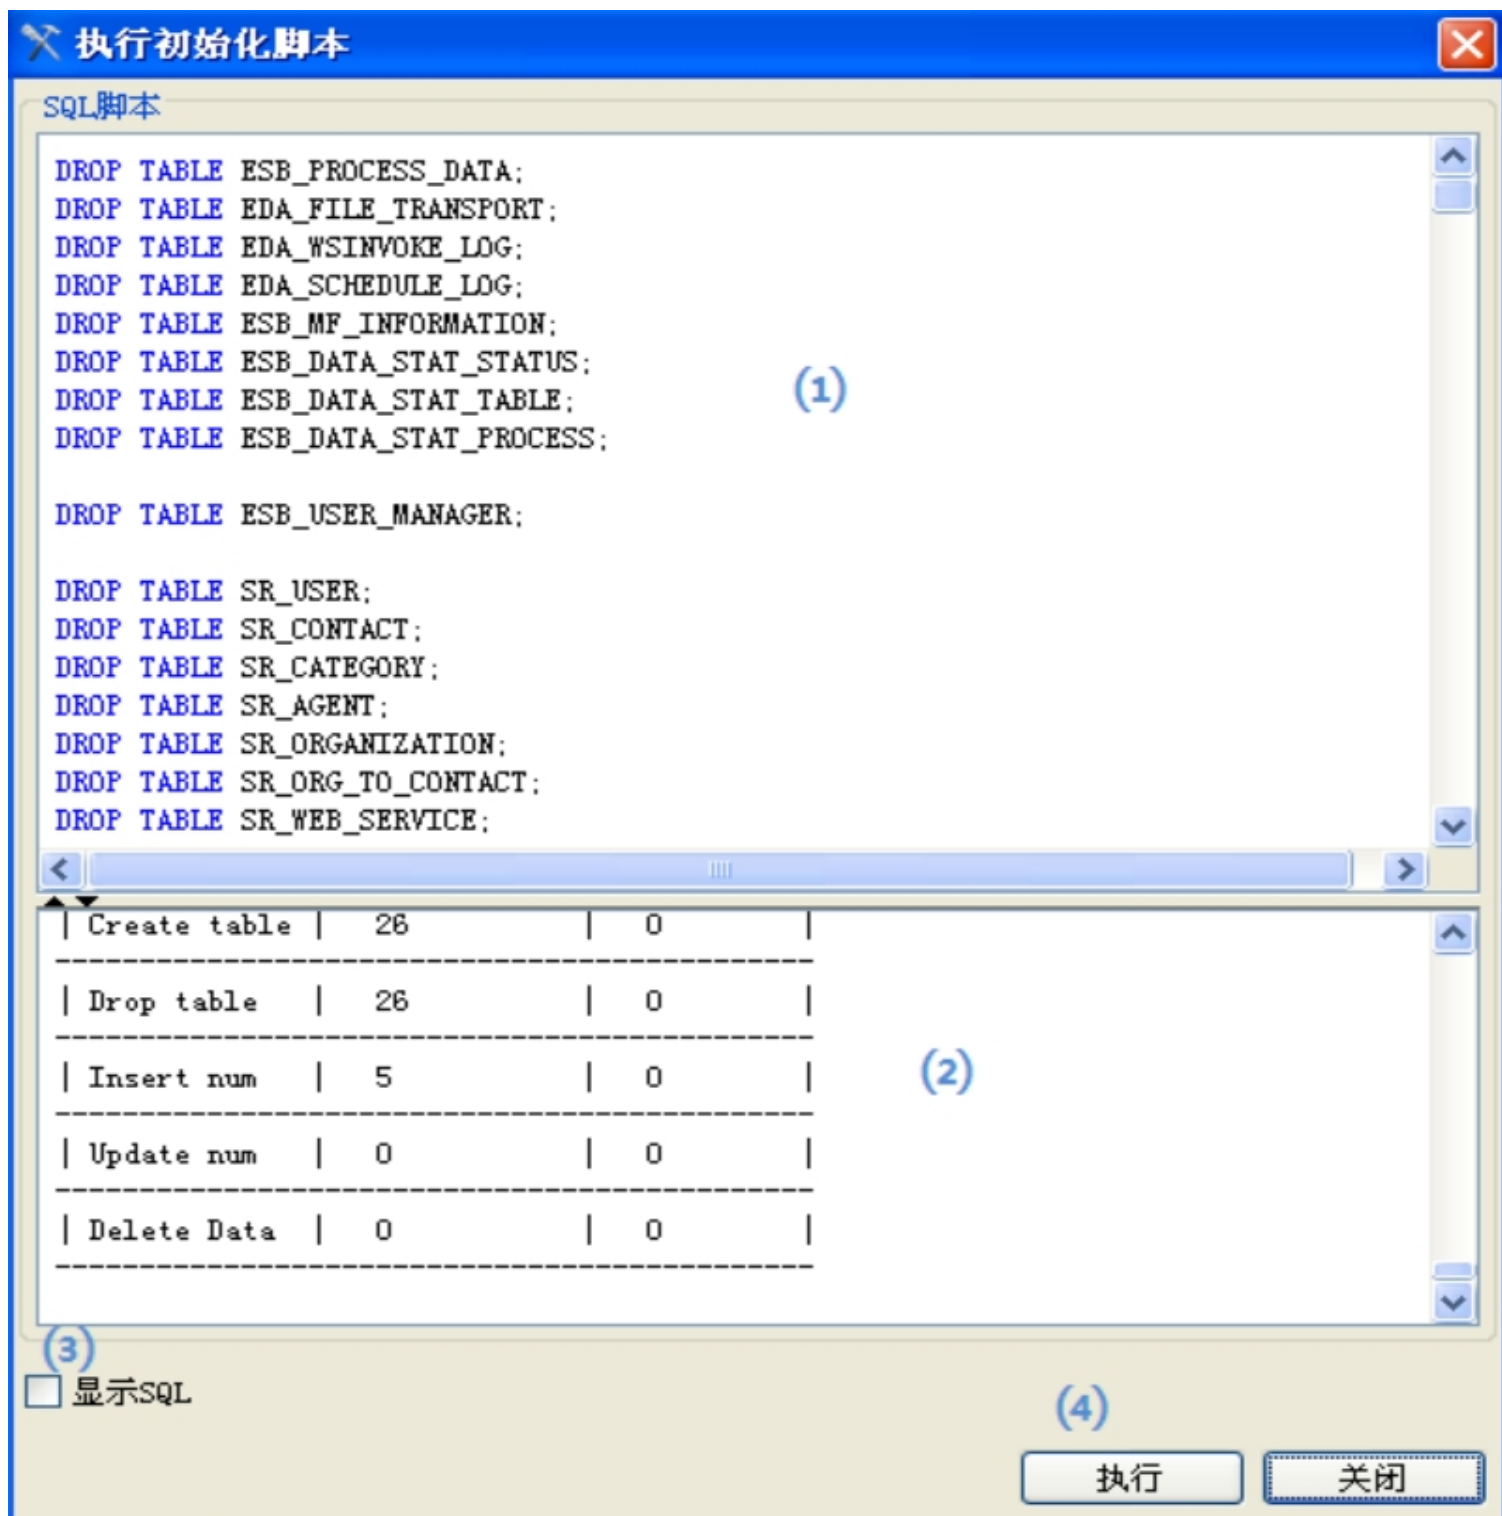 执行初始化脚本
SQL脚本
DROP TABLE ESB_PROCESS_DATA;
DROP TABLE EDA_FILE_TRANSPORT;
DROP TABLE EDA_WSINVOKE_LOG;
DROP TABLE EDA_SCHEDULE_LOG;
DROP TABLE ESB_MF_INFORMATION;
DROP TABLE ESB_DATA_STAT_STATUS;
(1)
DROP TABLE ESB_DATA_STAT_TABLE;
DROP TABLE ESB_DATA_STAT_PROCESS;
DROP TABLE ESB_USER_MANAGER;
DROP TABLE SR_USER;
DROP TABLE SR_CONTACT;
DROP TABLE SR_CATEGORY;
DROP TABLE SR_AGENT;
DROP TABLE SR_ORGANIZATION;
DROP TABLE SR_ORG_TO_CONTACT;
DROP TABLE SR_WEB_SERVICE;
| Create table | 26 | 0 |
---------------------------------------------
| Drop table | 26 | 0 |
---------------------------------------------
| Insert num | 5 | 0 |
(2)
---------------------------------------------
| Update num | 0 | 0 |
---------------------------------------------
| Delete Data | 0 | 0 |
---------------------------------------------
(3)
显示SQL
(4)
执行 关闭